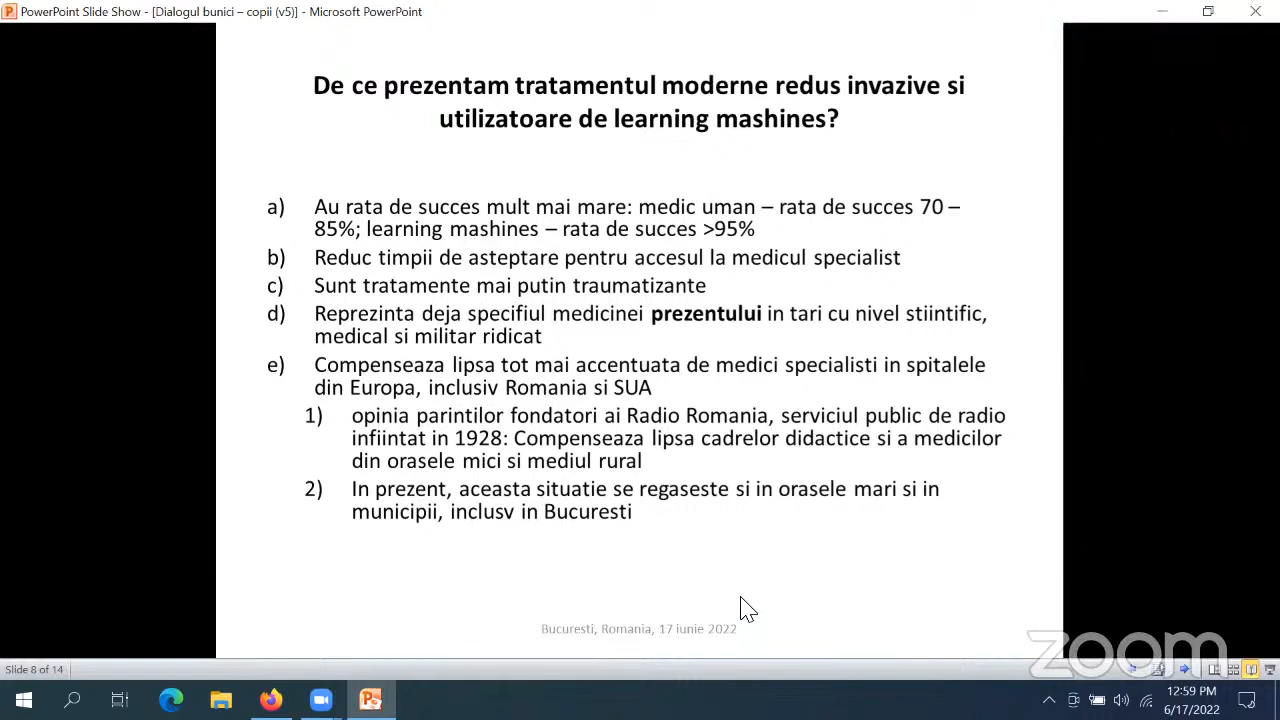 PowerPoint Slide Show - [Dialogul bunici – copii (v5)] - Microsoft PowerPoint
De ce prezentam tratamentul moderne redus invazive si
utilizatoare de learning mashines?
a) Au rata de succes mult mai mare: medic uman – rata de succes 70 –
85%; learning mashines – rata de succes >95%
b) Reduc timpii de asteptare pentru accesul la medicul specialist
c) Sunt tratamente mai putin traumatizante
d) Reprezinta deja specifiul medicinei prezentului in tari cu nivel stiintific,
medical si militar ridicat
e) Compenseaza lipsa tot mai accentuata de medici specialisti in spitalele
din Europa, inclusiv Romania si SUA
1) opinia parintilor fondatori ai Radio Romania, serviciul public de radio
infiintat in 1928: Compenseaza lipsa cadrelor didactice si a medicilor
din orasele mici si mediul rural
2) In prezent, aceasta situatie se regaseste si in orasele mari si in
municipii, inclusv in Bucuresti
Bucuresti, Romania, 17 iunie 2022
zoom
Slide 8 of 14
12:59 PM
6/17/2022